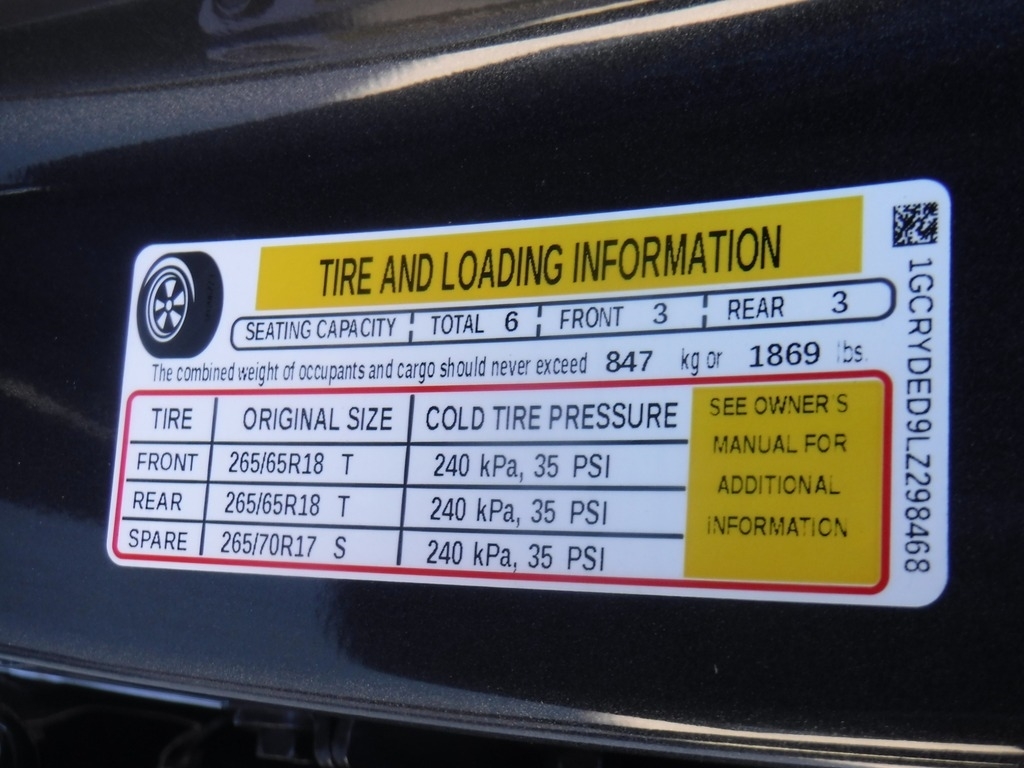 TIRE AND LOADING INFORMATION
SEATING CAPACITY TOTAL 6 FRONT 3 REAR 3
The combined weight of occupants and cargo should never exceed 847 kg or 1869 lbs.
TIRE ORIGINAL SIZE COLD TIRE PRESSURE
FRONT 265/65R18 T 240 kPa, 35 PSI
REAR 265/65R18 T 240 kPa, 35 PSI
SPARE 265/70R17 S 240 kPa, 35 PSI
SEE OWNER'S
MANUAL FOR
ADDITIONAL
INFORMATION
1GCRYDED9LZ298468